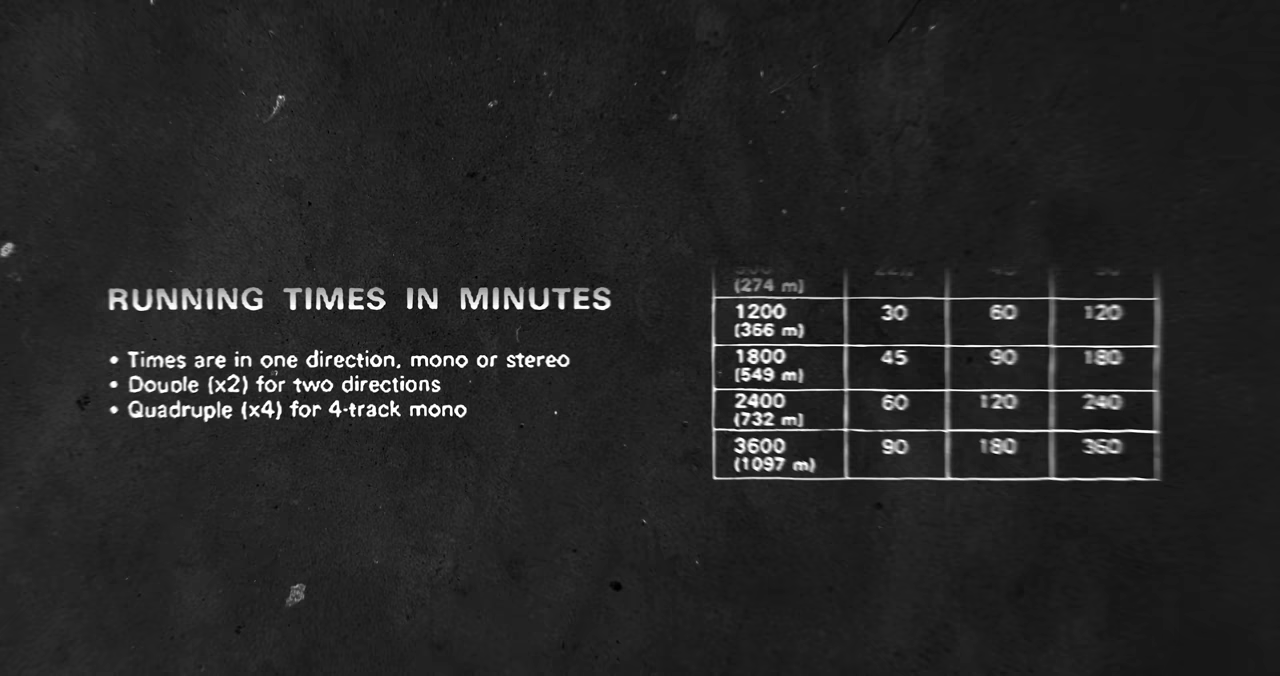 RUNNING TIMES IN MINUTES
• Times are in one direction, mono or stereo
• Double (x2) for two directions
• Quadruple (x4) for 4-track mono
(274 m)
1200 30 60 120
(366 m)
1800 45 90 180
(549 m)
2400 60 120 240
(732 m)
3600 90 180 360
(1097 m)